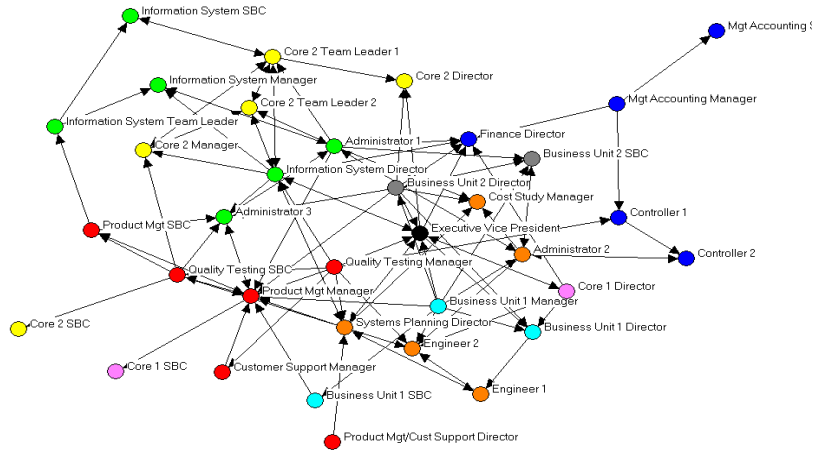 Information System SBC
Mgt Accounting S
Core 2 Team Leader 1
Core 2 Director
Information System Manager
Core 2 Team Leader 2
Mgt Accounting Manager
Information System Team Leader
Finance Director
Administrator 1
Core 2 Manager
Business Unit 2 SBC
Information System Director
Business Unit 2 Director
Cost Study Manager
Administrator 3
Controller 1
Product Mgt SBC
Executive Vice President
Administrator 2
Controller 2
Quality Testing Manager
Quality Testing SBC
Product Mgt Manager
Core 1 Director
Business Unit 1 Manager
Core 2 SBC
Systems Planning Director
Business Unit 1 Director
Engineer 2
Core 1 SBC
Customer Support Manager
Engineer 1
Business Unit 1 SBC
Product Mgt/Cust Support Director